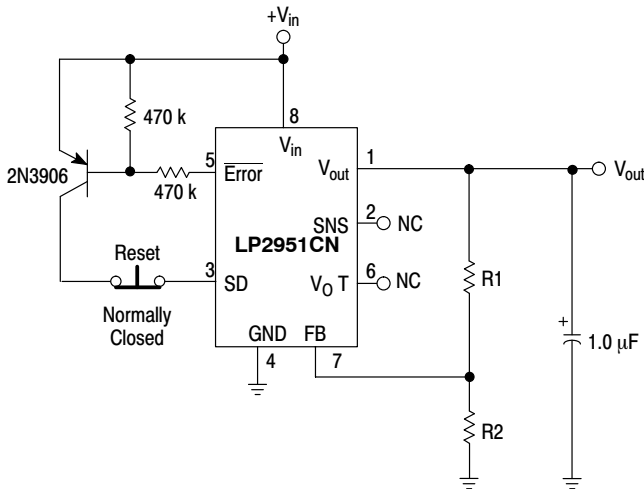 +Vin
470 k
8
Vin
5
Error
1
Vout
Vout
2N3906
470 k
SNS
2
NC
LP2951CN
Reset
3
SD
6
VO T
NC
R1
Normally
Closed
GND
FB
4
7
+
1.0 µF
R2